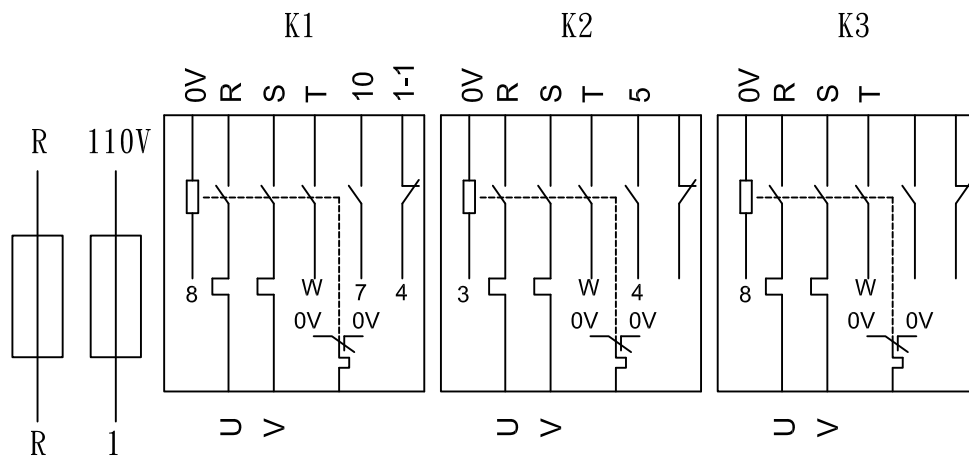 K1 K2 K3
0V R S T 10 1-1 0V R S T 5 0V R S T
R 110V
8 W 7 4 3 W 4 8 W
0V 0V 0V 0V 0V 0V
R 1 U V U V U V